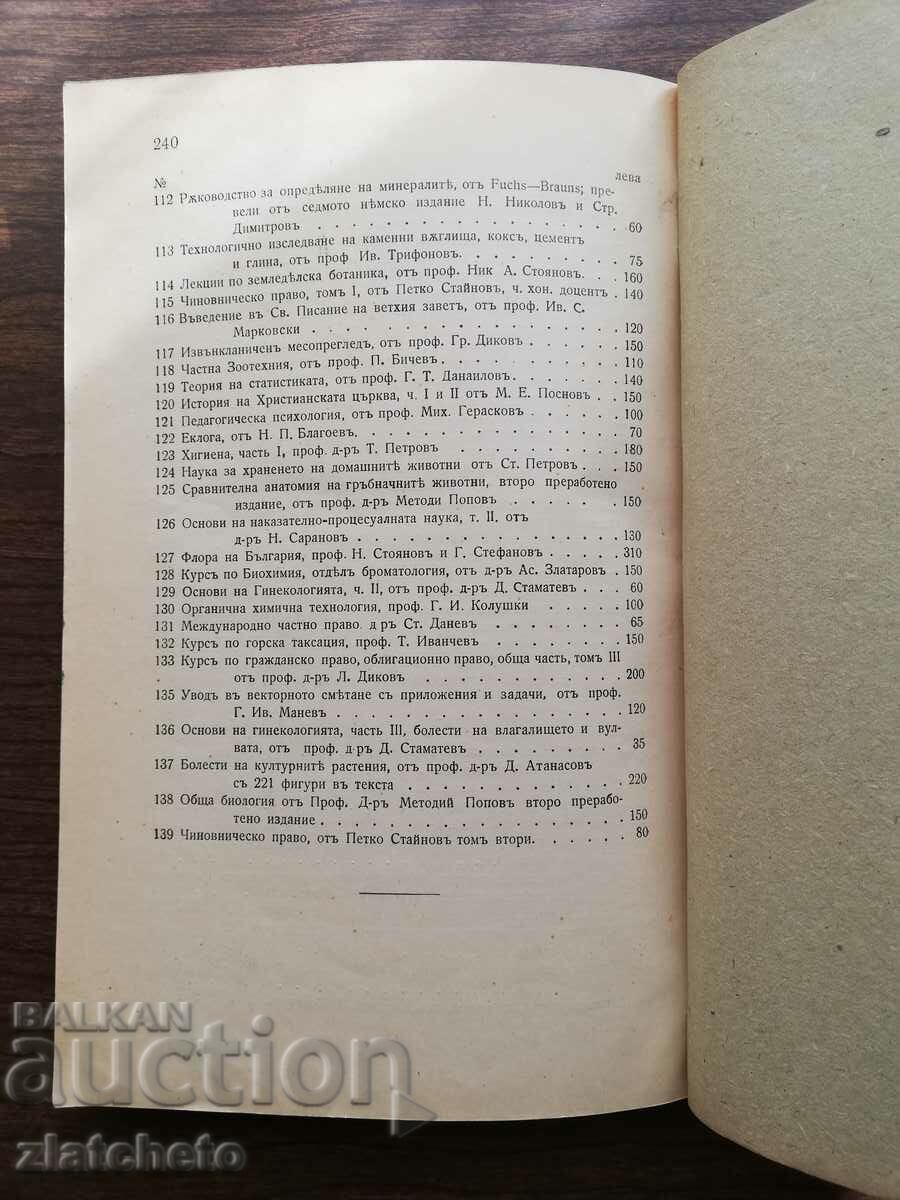 240
№ лева
112 Рѫководство за опредѣляне на минералитѣ, отъ Fuchs—Brauns; пре-
вели отъ седмото нѣмско издание Н. Николовъ и Стр.
Димитровъ . . . . . . . . . . . . . . . . 60
113 Технологично изследване на каменни вѫглища, коксъ, цементъ
и глина, отъ проф Ив. Трифоновъ. . . . . . . . . 75
114 Лекции по земледѣлска ботаника, отъ проф. Ник А. Стояновъ. . 160
115 Чиновническо право, томъ I, отъ Петко Стайновъ, ч. хон. доцентъ . 140
116 Въведение въ Св. Писание на ветхия заветъ, отъ проф. Ив. С.
Марковски . . . . . . . . . . . . . . . . 120
117 Извънкланиченъ месопрегледъ, отъ проф. Гр. Диковъ . . . . . 150
118 Частна Зоотехния, отъ проф. П. Бичевъ . . . . . . . . 110
119 Теория на статистиката, отъ проф. Г. Т. Данаиловъ. . . . . . 140
120 История на Христианската църква, ч. I и II отъ М. Е. Посновъ . . 150
121 Педагогическа психология, отъ проф. Мих. Герасковъ . . . . . 100
122 Еклога, отъ Н. П. Благоевъ. . . . . . . . . . . . 70
123 Хигиена, часть I, проф. д-ръ Т. Петровъ . . . . . . . . 180
124 Наука за храненето на домашнитѣ животни отъ Ст. Петровъ . . . 150
125 Сравнителна анатомия на гръбначнитѣ животни, второ преработено
издание, отъ проф. д-ръ Методи Поповъ . . . . . . 150
126 Основи на наказателно-процесуалната наука, т. II. отъ
д-ръ Н. Сарановъ . . . . . . . . . . . . . . 130
127 Флора на България, проф. Н. Стояновъ и Г. Стефановъ . . . . 310
128 Курсъ по Биохимия, отдѣлъ броматология, отъ д-ръ Ас. Златаровъ . 150
129 Основи на Гинекологията, ч. II, отъ проф. д-ръ Д. Стаматевъ . . . 60
130 Органична химична технология, проф. Г. И. Колушки . . . . 100
131 Международно частно право. д ръ Ст. Даневъ . . . . . . . 65
132 Курсъ по горска таксация, проф. Т. Иванчевъ . . . . . . . 150
133 Курсъ по гражданско право, облигационно право, обща часть, томъ III
отъ проф. д-ръ Л. Диковъ . . . . . . . . . . . 200
135 Уводъ въ векторното смѣтане съ приложения и задачи, отъ проф.
Г. Ив. Маневъ . . . . . . . . . . . . . . . 120
136 Основи на гинекологията, часть III, болести на влагалището и вул-
вата, отъ проф. д-ръ Д. Стаматевъ . . . . . . . . 35
137 Болести на културнитѣ растения, отъ проф. д-ръ Д. Атанасовъ
съ 221 фигури въ текста . . . . . . . . . . . 220
138 Обща биология отъ Проф. Д-ръ Методий Поповъ второ прерабо-
тено издание . . . . . . . . . . . . . . . 150
139 Чиновническо право, отъ Петко Стайновъ томъ втори. . . . . . 80
BALKAN
auction
zlatcheto